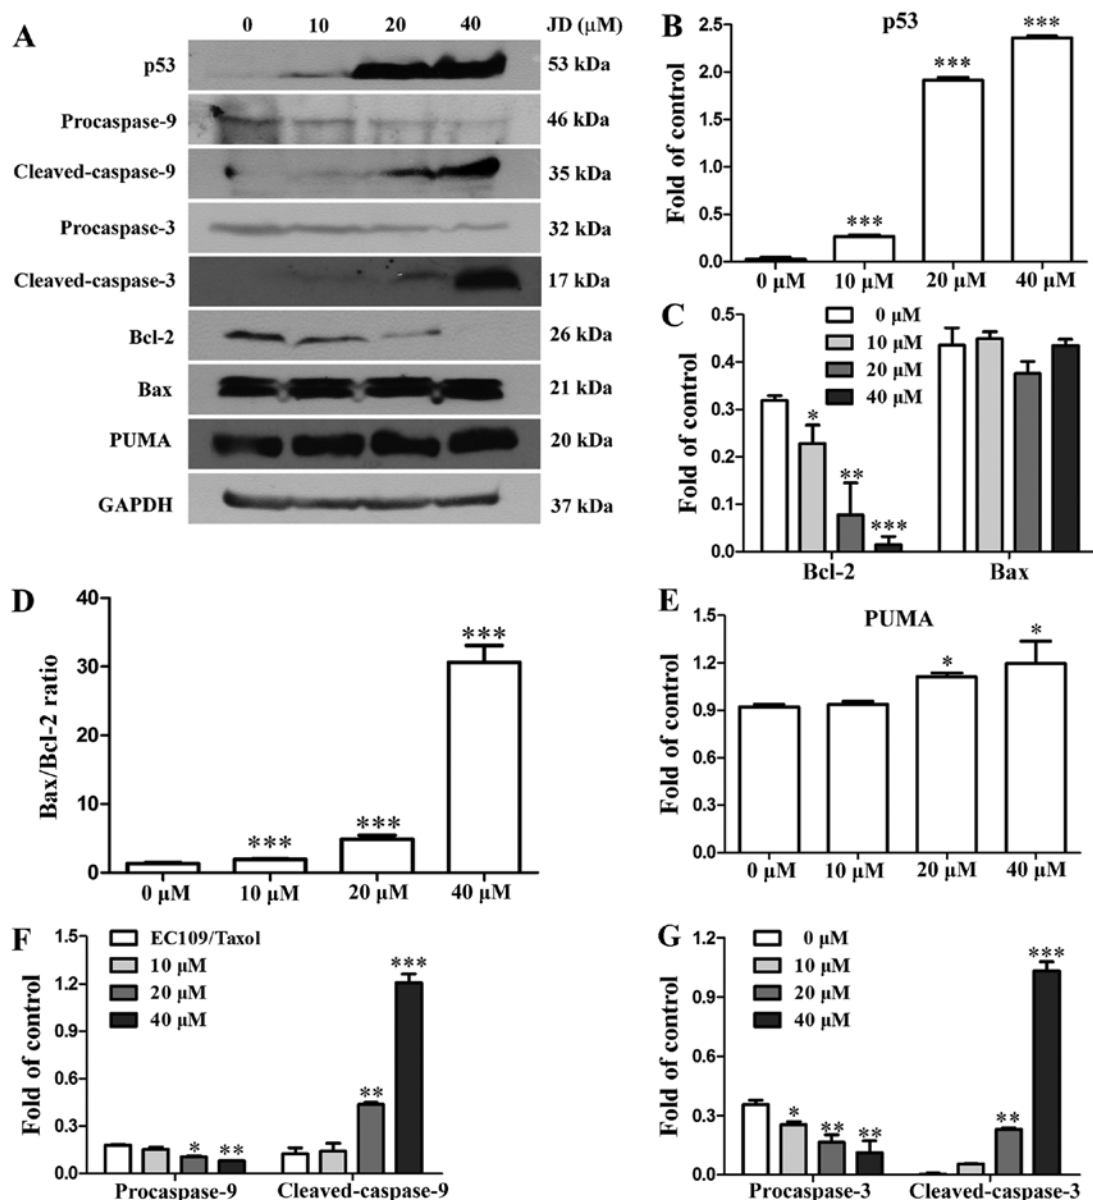 A
0 10 20 40 JD (μM)
p53 53 kDa
Procaspase-9 46 kDa
Cleaved-caspase-9 35 kDa
Procaspase-3 32 kDa
Cleaved-caspase-3 17 kDa
Bcl-2 26 kDa
Bax 21 kDa
PUMA 20 kDa
GAPDH 37 kDa
B
p53
Fold of control
2.5
2.0
1.5
1.0
0.5
0.0
***
***
***
0 μM 10 μM 20 μM 40 μM
C
Fold of control
0.5
0.4
0.3
0.2
0.1
0.0
0 μM
10 μM
20 μM
40 μM
*
**
***
Bcl-2 Bax
D
Bax/Bcl-2 ratio
40
30
20
10
0
***
***
***
0 μM 10 μM 20 μM 40 μM
E
PUMA
Fold of control
1.5
1.2
0.9
0.6
0.3
0.0
*
*
0 μM 10 μM 20 μM 40 μM
F
Fold of control
1.5
1.2
0.9
0.6
0.3
0.0
EC109/Taxol
10 μM
20 μM
40 μM
* ** ** ***
Procaspase-9 Cleaved-caspase-9
G
Fold of control
1.2
0.9
0.6
0.3
0.0
0 μM
10 μM
20 μM
40 μM
* ** ** ** ***
Procaspase-3 Cleaved-caspase-3